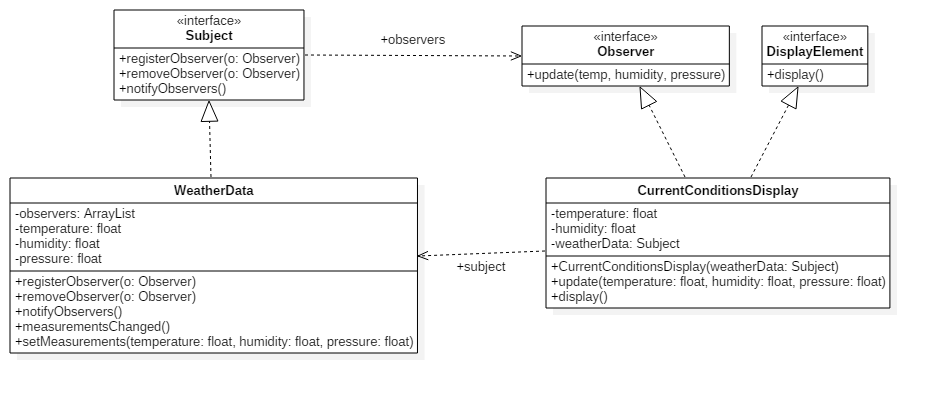 «interface»
Subject
+registerObserver(o: Observer)
+removeObserver(o: Observer)
+notifyObservers()
+observers
«interface»
Observer
+update(temp, humidity, pressure)
«interface»
DisplayElement
+display()
WeatherData
-observers: ArrayList
-temperature: float
-humidity: float
-pressure: float
+registerObserver(o: Observer)
+removeObserver(o: Observer)
+notifyObservers()
+measurementsChanged()
+setMeasurements(temperature: float, humidity: float, pressure: float)
+subject
CurrentConditionsDisplay
-temperature: float
-humidity: float
-weatherData: Subject
+CurrentConditionsDisplay(weatherData: Subject)
+update(temperature: float, humidity: float, pressure: float)
+display()